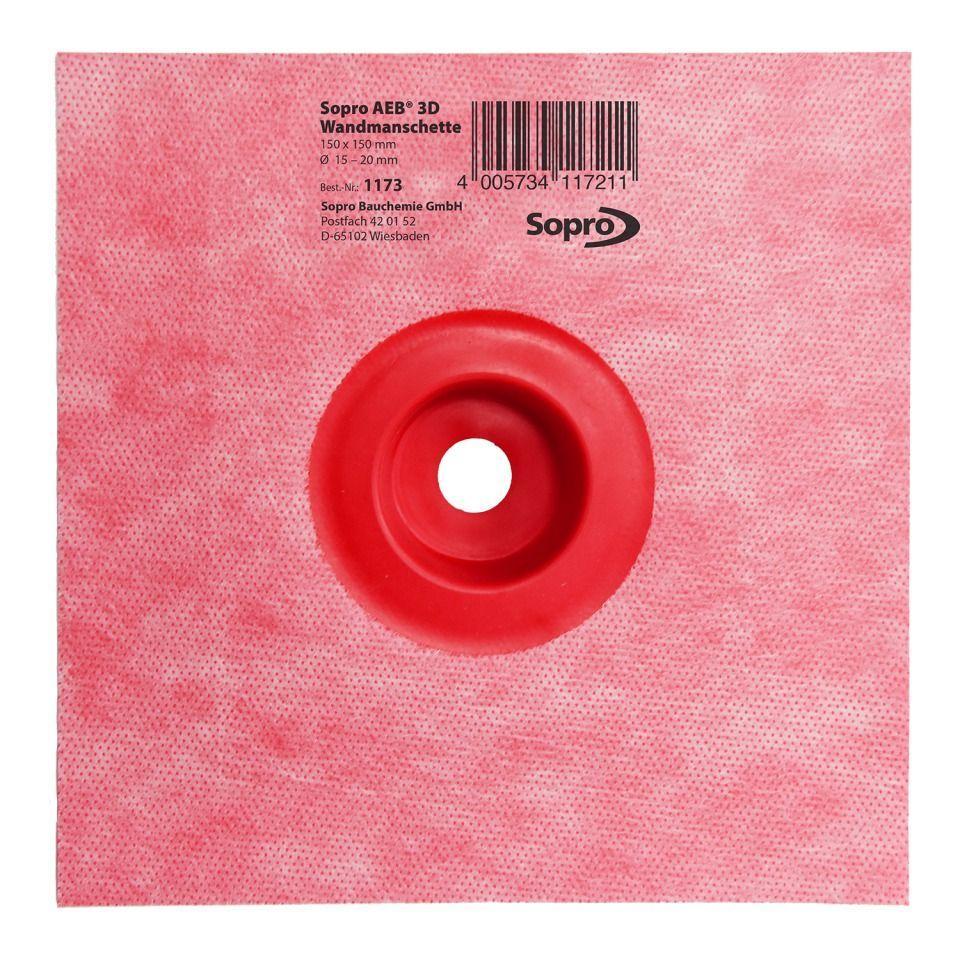 Sopro AEB® 3D
Wandmanschette
150 x 150 mm
Ø 15 – 20 mm
Best.-Nr.: 1173
4 005734 117211
Sopro Bauchemie GmbH
Postfach 42 01 52
D-65102 Wiesbaden
Sopro